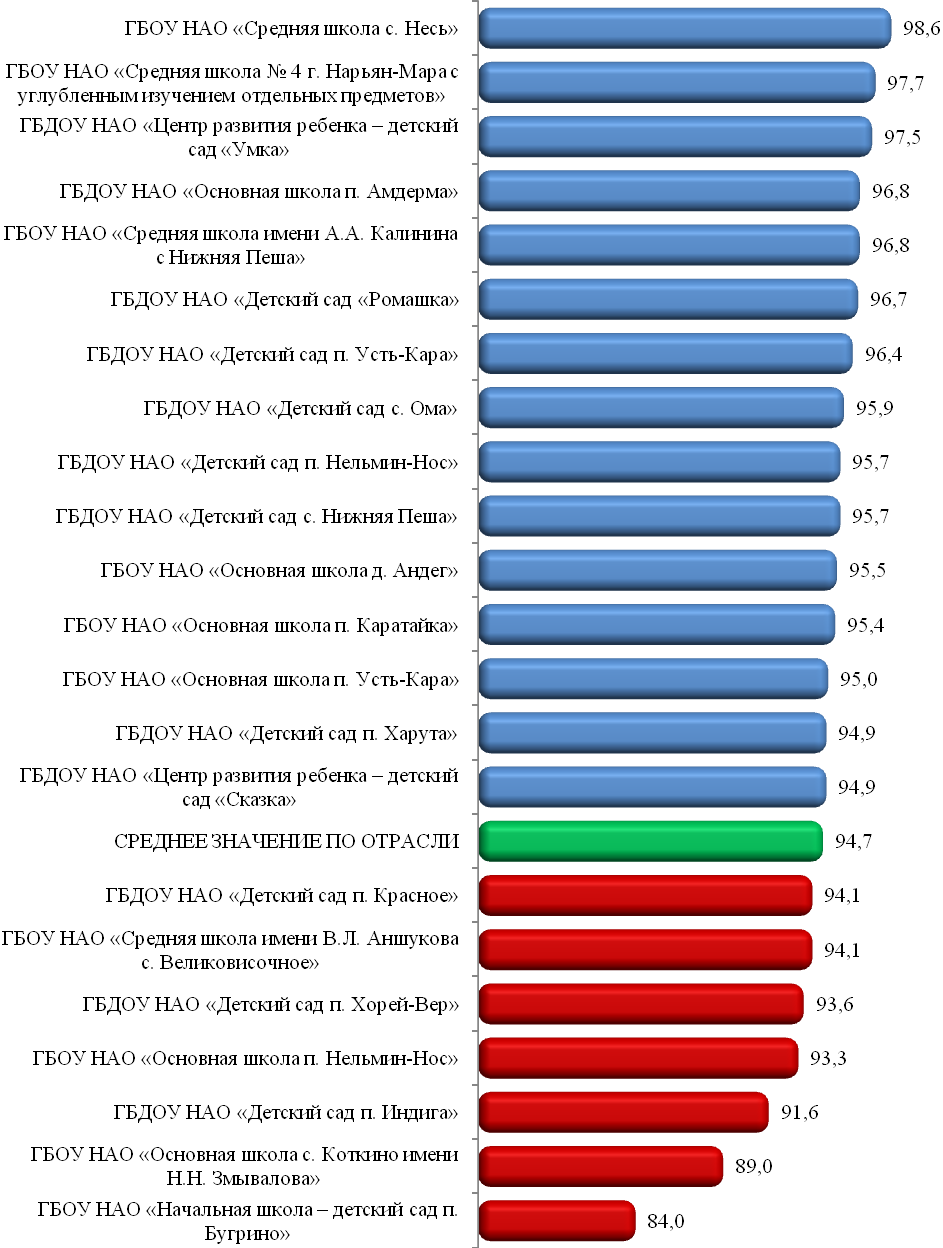 ГБОУ НАО «Средняя школа с. Несь» 98,6
ГБОУ НАО «Средняя школа № 4 г. Нарьян-Мара с
углубленным изучением отдельных предметов» 97,7
ГБДОУ НАО «Центр развития ребенка – детский
сад «Умка» 97,5
ГБДОУ НАО «Основная школа п. Амдерма» 96,8
ГБОУ НАО «Средняя школа имени А.А. Калинина
с Нижняя Пеша» 96,8
ГБДОУ НАО «Детский сад «Ромашка» 96,7
ГБДОУ НАО «Детский сад п. Усть-Кара» 96,4
ГБДОУ НАО «Детский сад с. Ома» 95,9
ГБДОУ НАО «Детский сад п. Нельмин-Нос» 95,7
ГБДОУ НАО «Детский сад с. Нижняя Пеша» 95,7
ГБОУ НАО «Основная школа д. Андег» 95,5
ГБОУ НАО «Основная школа п. Каратайка» 95,4
ГБОУ НАО «Основная школа п. Усть-Кара» 95,0
ГБДОУ НАО «Детский сад п. Харута» 94,9
ГБДОУ НАО «Центр развития ребенка – детский
сад «Сказка» 94,9
СРЕДНЕЕ ЗНАЧЕНИЕ ПО ОТРАСЛИ 94,7
ГБДОУ НАО «Детский сад п. Красное» 94,1
ГБОУ НАО «Средняя школа имени В.Л. Аншукова
с. Великовисочное» 94,1
ГБДОУ НАО «Детский сад п. Хорей-Вер» 93,6
ГБОУ НАО «Основная школа п. Нельмин-Нос» 93,3
ГБДОУ НАО «Детский сад п. Индига» 91,6
ГБОУ НАО «Основная школа с. Коткино имени
Н.Н. Змывалова» 89,0
ГБОУ НАО «Начальная школа – детский сад п.
Бугрино» 84,0